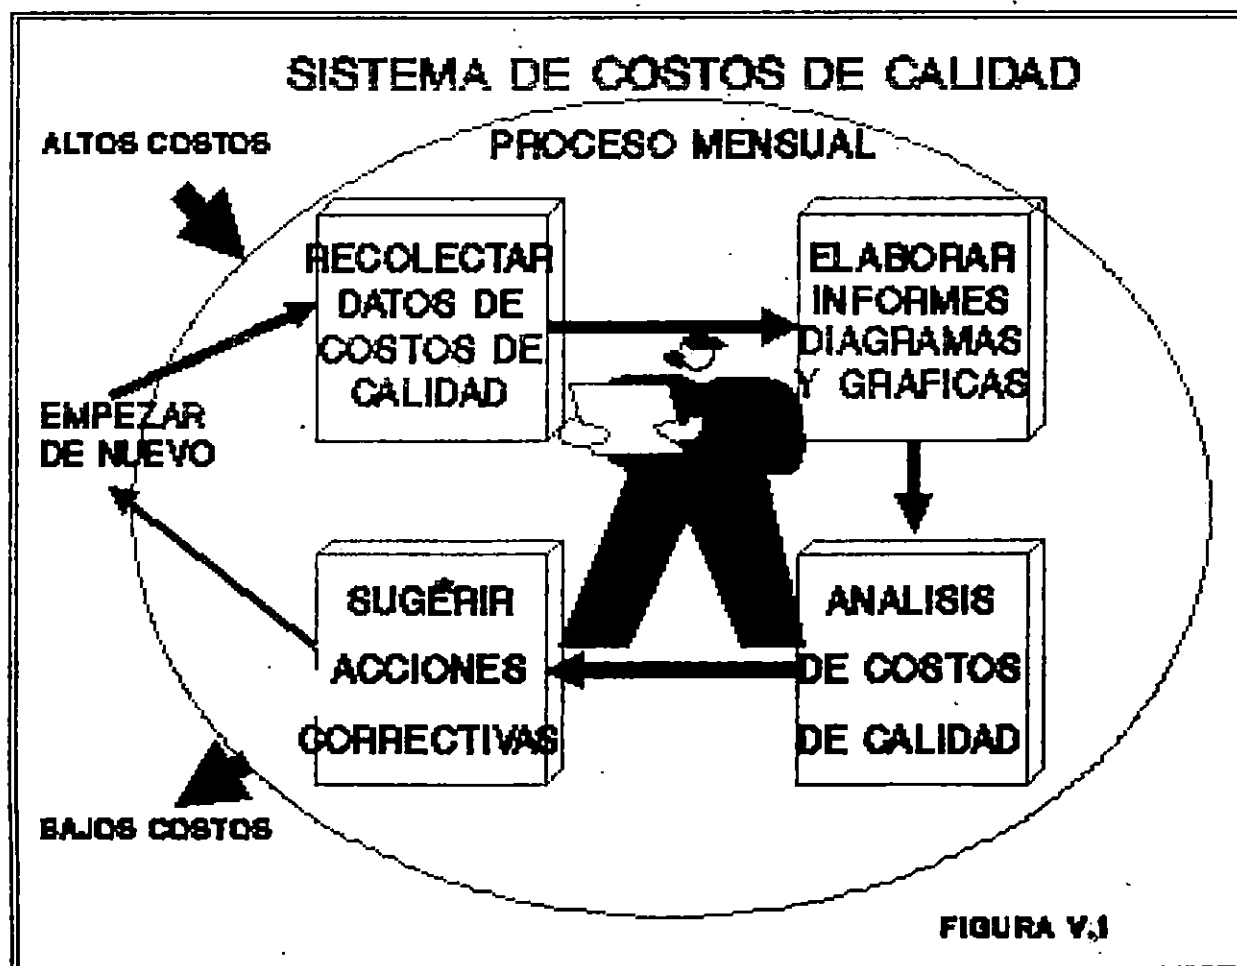 SISTEMA DE COSTOS DE CALIDAD
PROCESO MENSUAL
ALTOS COSTOS
RECOLECTAR
DATOS DE
COSTOS DE
CALIDAD
ELABORAR
INFORMES
DIAGRAMAS
Y GRAFICAS
EMPEZAR
DE NUEVO
SUGERIR
ACCIONES
CORRECTIVAS
ANALISIS
DE COSTOS
DE CALIDAD
BAJOS COSTOS
FIGURA V.1